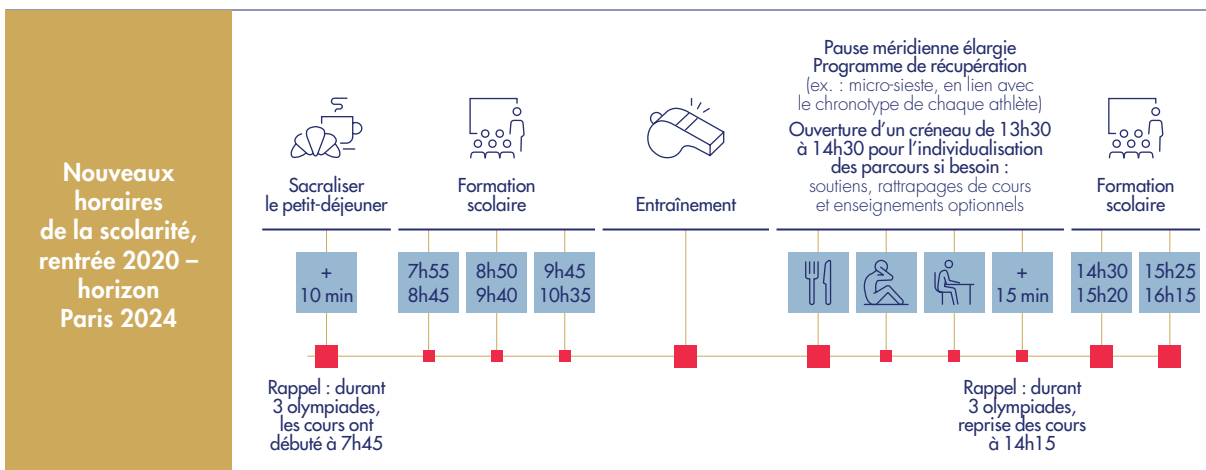 Nouveaux
horaires
de la scolarité,
rentrée 2020 –
horizon
Paris 2024
Sacraliser
le petit-déjeuner
+
10 min
Rappel : durant
3 olympiades,
les cours ont
débuté à 7h45
Formation
scolaire
7h55
8h45
8h50
9h40
9h45
10h35
Entraînement
Pause méridienne élargie
Programme de récupération
(ex. : micro-sieste, en lien avec
le chronotype de chaque athlète)
Ouverture d’un créneau de 13h30
à 14h30 pour l’individualisation
des parcours si besoin :
soutiens, rattrapages de cours
et enseignements optionnels
+
15 min
Rappel : durant
3 olympiades,
reprise des cours
à 14h15
Formation
scolaire
14h30
15h20
15h25
16h15